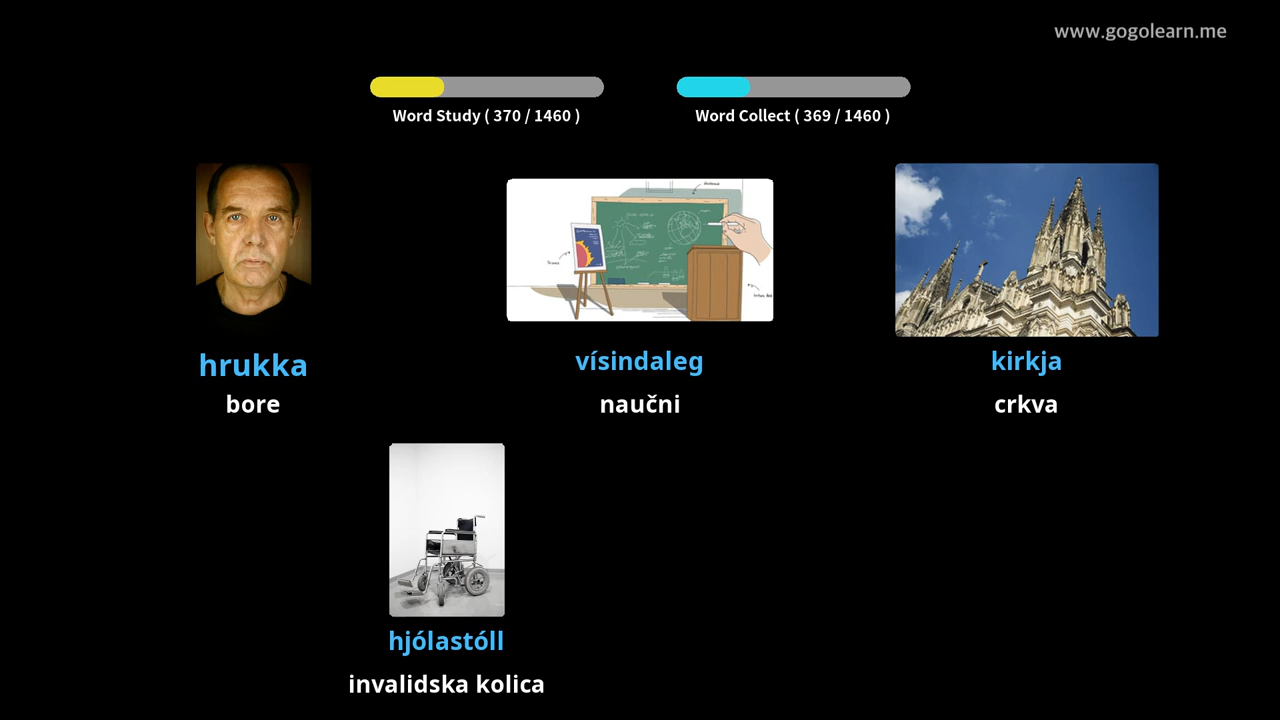 www.gogolearn.me
Word Study ( 370 / 1460 )
Word Collect ( 369 / 1460 )
hrukka
bore
vísindaleg
naučni
kirkja
crkva
hjólastóll
invalidska kolica